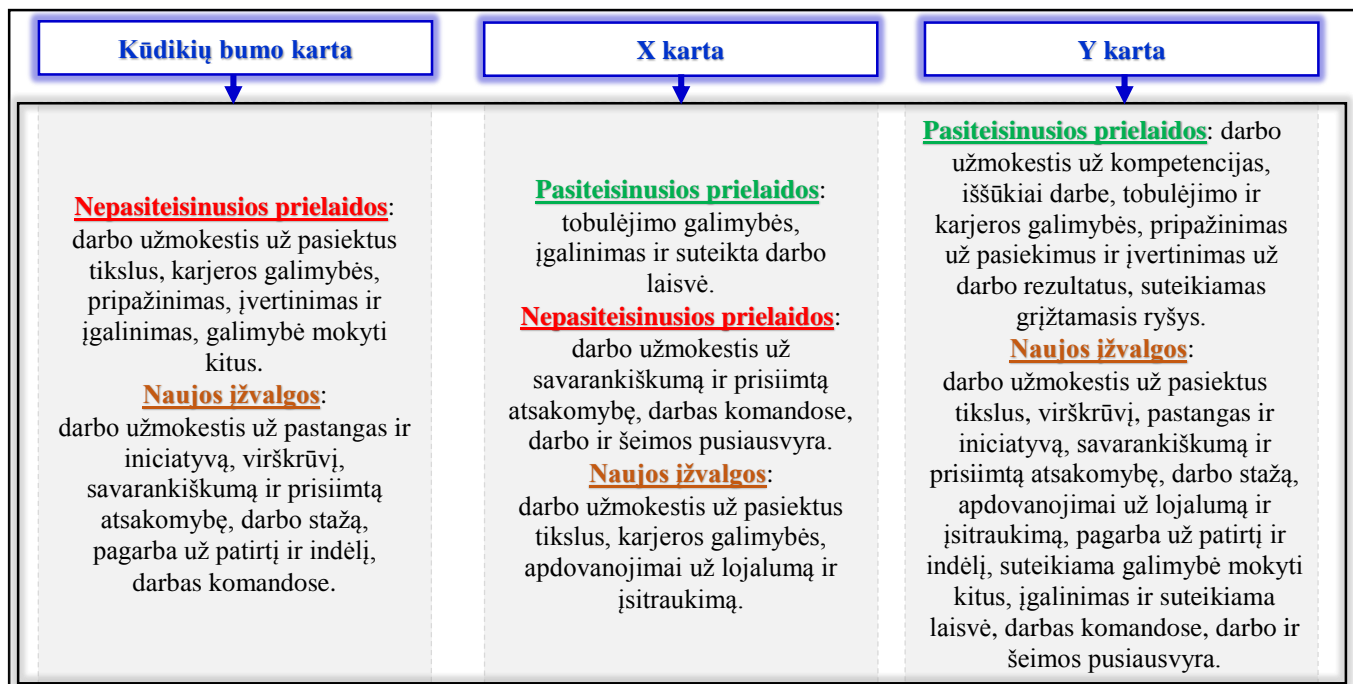 Kūdikių bumo karta
Nepasiteisinusios prielaidos:
darbo užmokestis už pasiektus
tikslus, karjeros galimybės,
pripažinimas, įvertinimas ir
įgalinimas, galimybė mokyti
kitus.
Naujos įžvalgos:
darbo užmokestis už pastangas ir
iniciatyvą, virškrūvį,
savarankiškumą ir prisiimtą
atsakomybę, darbo stažą,
pagarba už patirtį ir indėlį,
darbas komandose.
X karta
Pasiteisinusios prielaidos:
tobulėjimo galimybės,
įgalinimas ir suteikta darbo
laisvė.
Nepasiteisinusios prielaidos:
darbo užmokestis už
savarankiškumą ir prisiimtą
atsakomybę, darbas komandose,
darbo ir šeimos pusiausvyra.
Naujos įžvalgos:
darbo užmokestis už pasiektus
tikslus, karjeros galimybės,
apdovanojimai už lojalumą ir
įsitraukimą.
Y karta
Pasiteisinusios prielaidos: darbo
užmokestis už kompetencijas,
iššūkiai darbe, tobulėjimo ir
karjeros galimybės, pripažinimas
už pasiekimus ir įvertinimas už
darbo rezultatus, suteikiamas
grįžtamasis ryšys.
Naujos įžvalgos:
darbo užmokestis už pasiektus
tikslus, virškrūvį, pastangas ir
iniciatyvą, savarankiškumą ir
prisiimtą atsakomybę, darbo stažą,
apdovanojimai už lojalumą ir
įsitraukimą, pagarba už patirtį ir
indėlį, suteikiama galimybė mokyti
kitus, įgalinimas ir suteikiama
laisvė, darbas komandose, darbo ir
šeimos pusiausvyra.